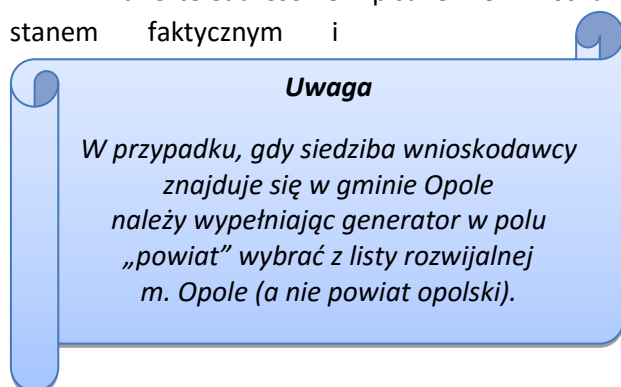 stanem faktycznym i
Uwaga
W przypadku, gdy siedziba wnioskodawcy
znajduje się w gminie Opole
należy wypełniając generator w polu
„powiat” wybrać z listy rozwijalnej
m. Opole (a nie powiat opolski).